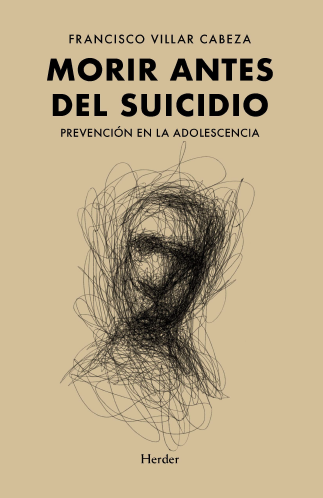 FRANCISCO VILLAR CABEZA
MORIR ANTES
DEL SUICIDIO
PREVENCIÓN EN LA ADOLESCENCIA
Herder